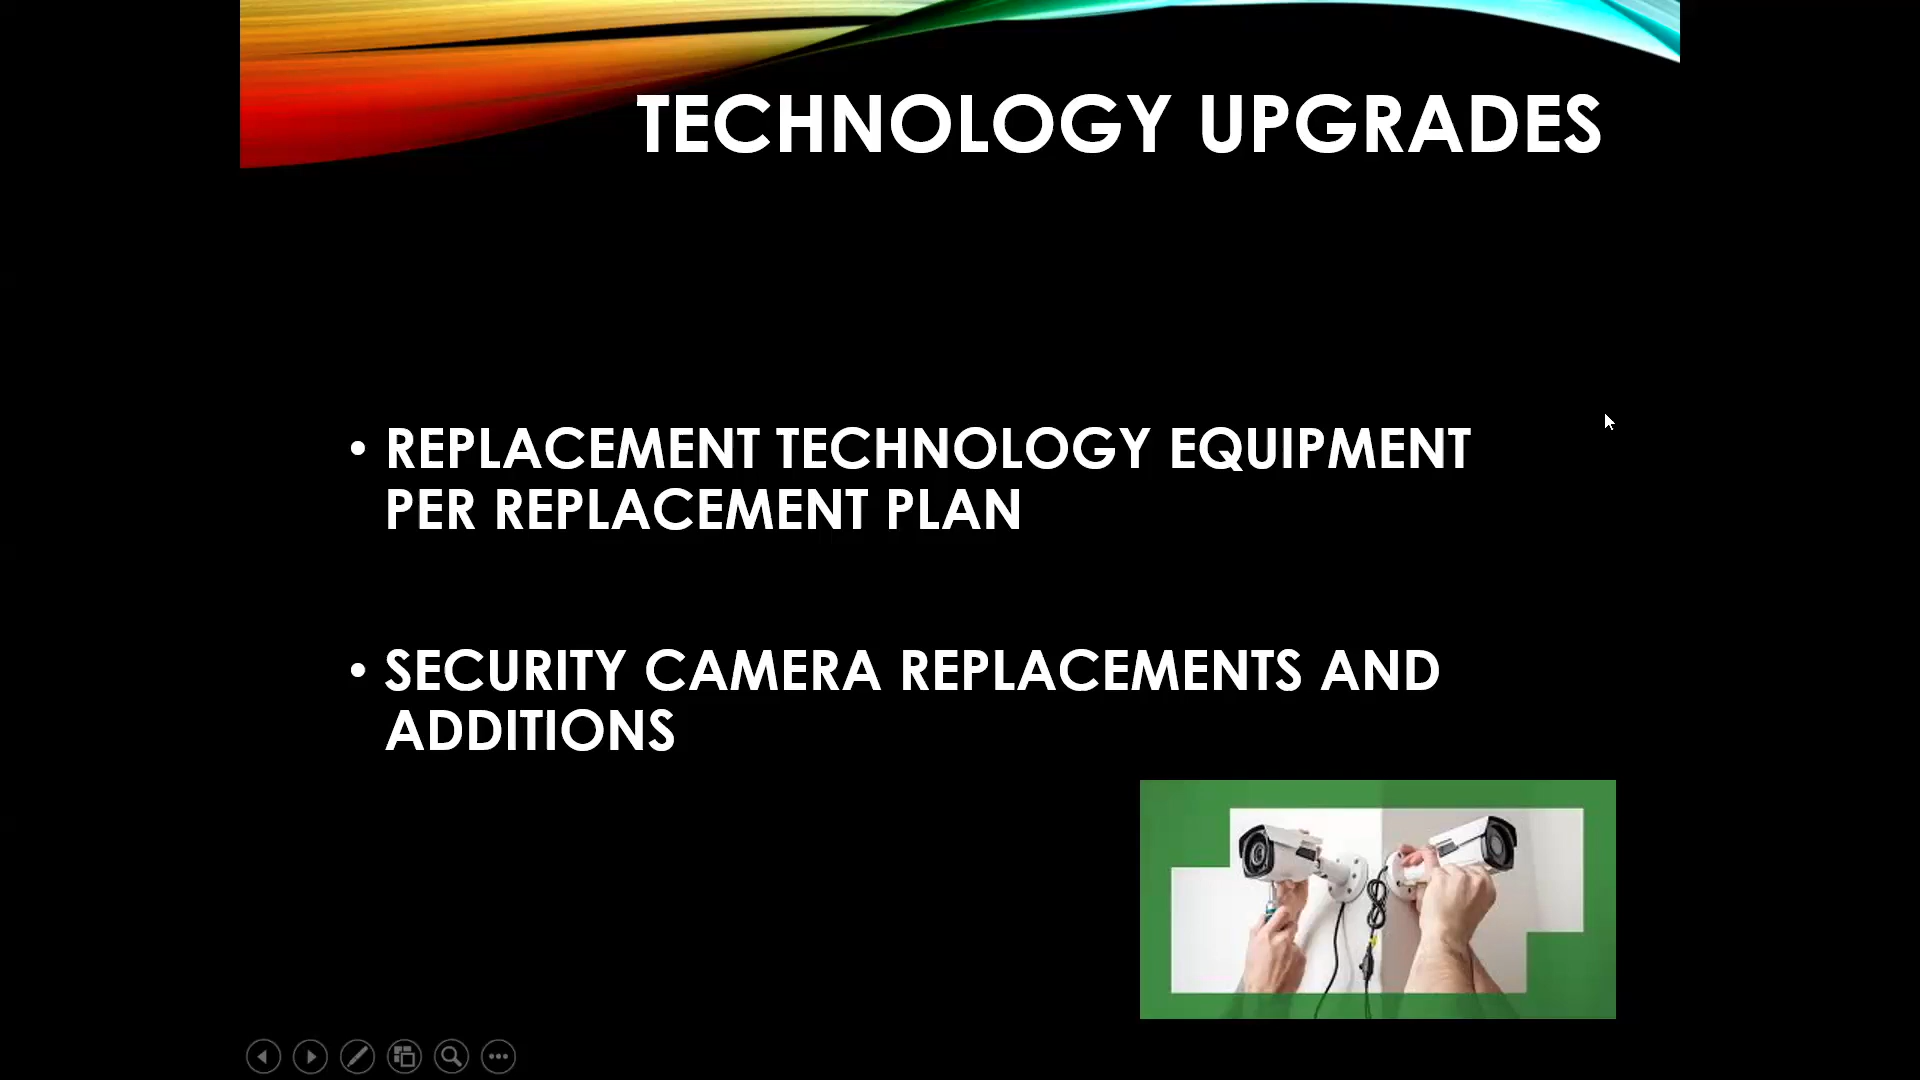 TECHNOLOGY UPGRADES
• REPLACEMENT TECHNOLOGY EQUIPMENT
PER REPLACEMENT PLAN
• SECURITY CAMERA REPLACEMENTS AND
ADDITIONS